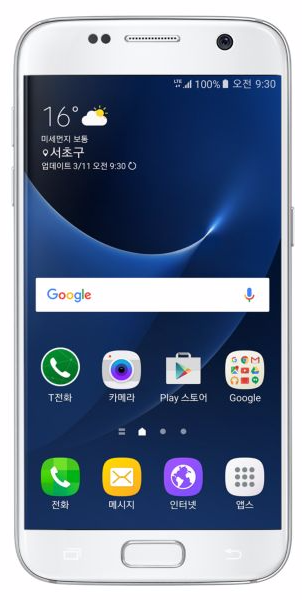 LTE 100% 오전 9:30
16°
미세먼지 보통
서초구
업데이트 3/11 오전 9:30
Google
T전화 카메라 Play 스토어 Google
전화 메시지 인터넷 앱스